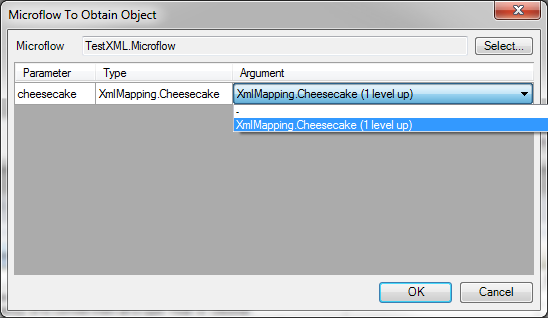 Microflow To Obtain Object
Microflow TestXML.Microflow Select...
Parameter Type Argument
cheesecake XmlMapping.Cheesecake XmlMapping.Cheesecake (1 level up)
-
XmlMapping.Cheesecake (1 level up)
OK Cancel